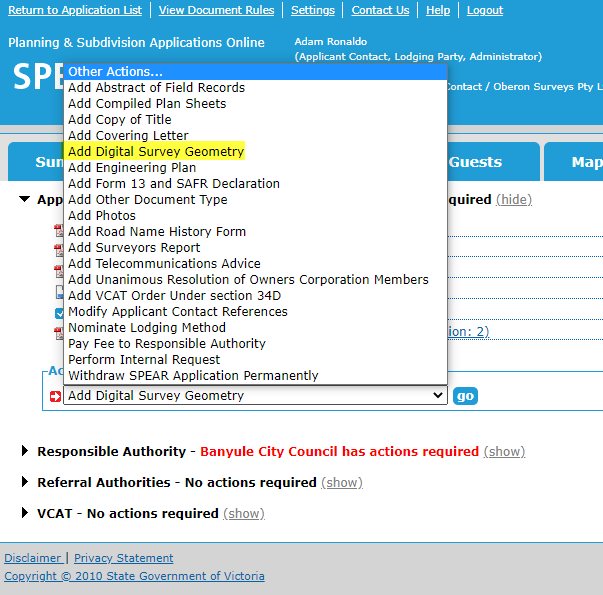 Return to Application List | View Document Rules | Settings | Contact Us | Help | Logout
Planning & Subdivision Applications Online
Adam Ronaldo
(Applicant Contact, Lodging Party, Administrator)
Contact / Oberon Surveys Pty L
Other Actions...
Add Abstract of Field Records
Add Compiled Plan Sheets
Add Copy of Title
Add Covering Letter
Add Digital Survey Geometry
Add Engineering Plan
Guests Map
Add Form 13 and SAFR Declaration
Add Other Document Type
quired (hide)
Add Photos
Add Road Name History Form
Add Surveyors Report
Add Telecommunications Advice
Add Unanimous Resolution of Owners Corporation Members
Add VCAT Order Under section 34D
Modify Applicant Contact References
Nominate Lodging Method
ion: 2)
Pay Fee to Responsible Authority
Perform Internal Request
Withdraw SPEAR Application Permanently
Add Digital Survey Geometry go
Responsible Authority - Banyule City Council has actions required (show)
Referral Authorities - No actions required (show)
VCAT - No actions required (show)
Disclaimer | Privacy Statement
Copyright © 2010 State Government of Victoria